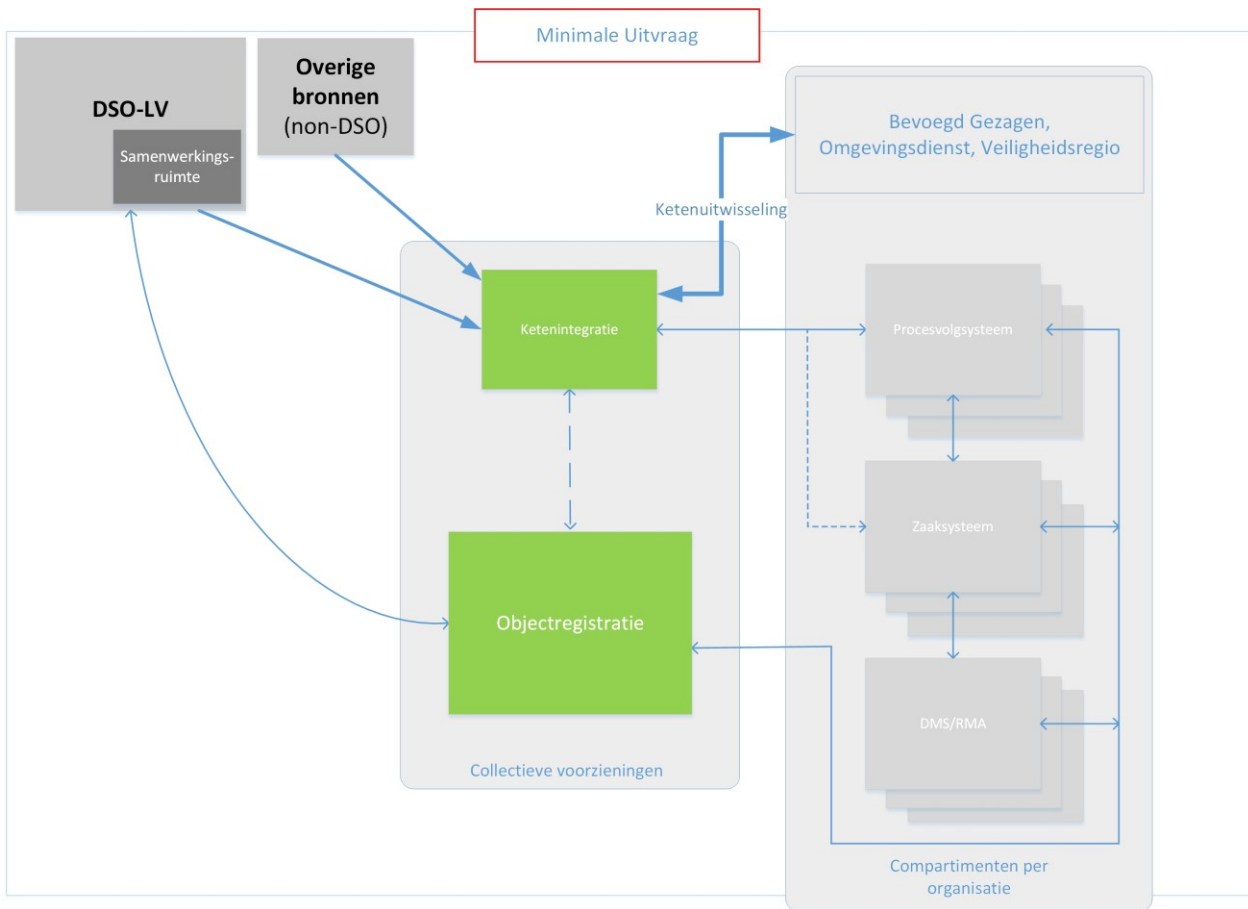 Minimale Uitvraag
DSO-LV
Samenwerkings-
ruimte
Overige
bronnen
(non-DSO)
Bevoegd Gezagen,
Omgevingsdienst, Veiligheidsregio
Ketenuitwisseling
Ketenintegratie
Procesvolgsysteem
Zaaksysteem
Objectregistratie
DMS/RMA
Collectieve voorzieningen
Compartimenten per
organisatie